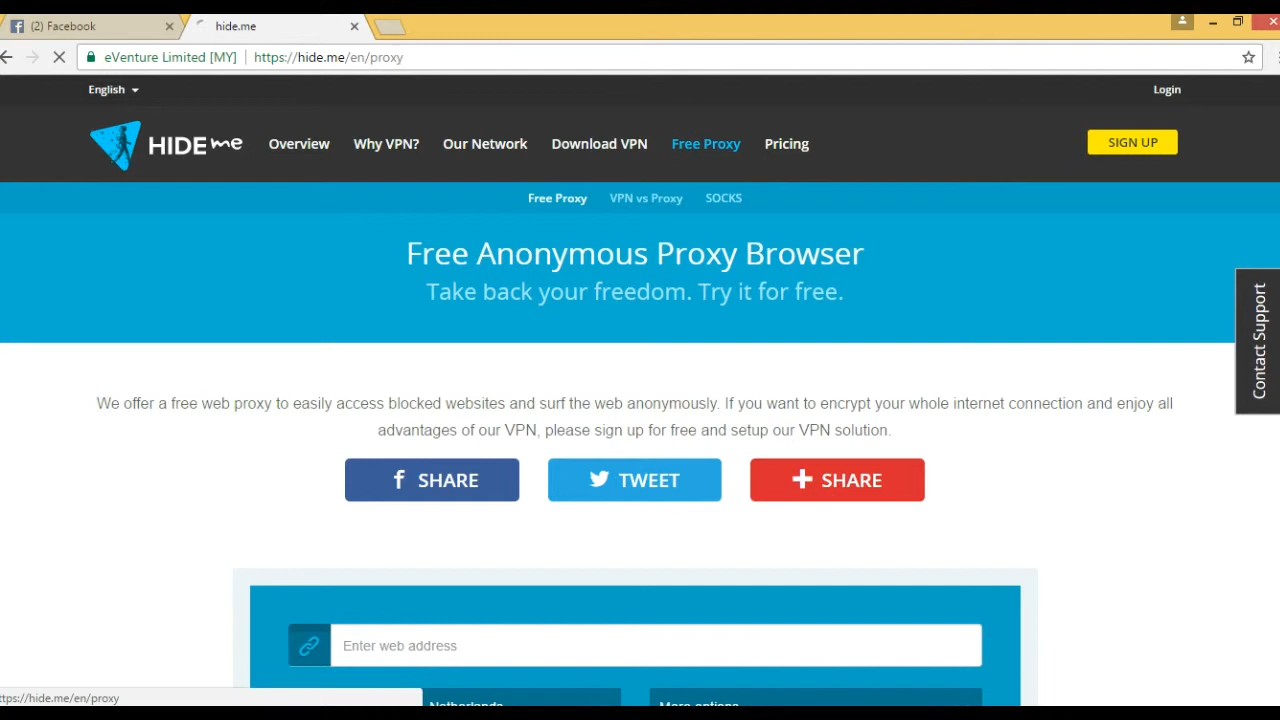 (2) Facebook
hide.me
eVenture Limited [MY]
https://hide.me/en/proxy
English
Login
HIDE me
Overview
Why VPN?
Our Network
Download VPN
Free Proxy
Pricing
SIGN UP
Free Proxy
VPN vs Proxy
SOCKS
Free Anonymous Proxy Browser
Take back your freedom. Try it for free.
Contact Support
We offer a free web proxy to easily access blocked websites and surf the web anonymously. If you want to encrypt your whole internet connection and enjoy all
advantages of our VPN, please sign up for free and setup our VPN solution.
f SHARE
TWEET
SHARE
Enter web address
Netherlands
More options
ttps://hide.me/en/proxy